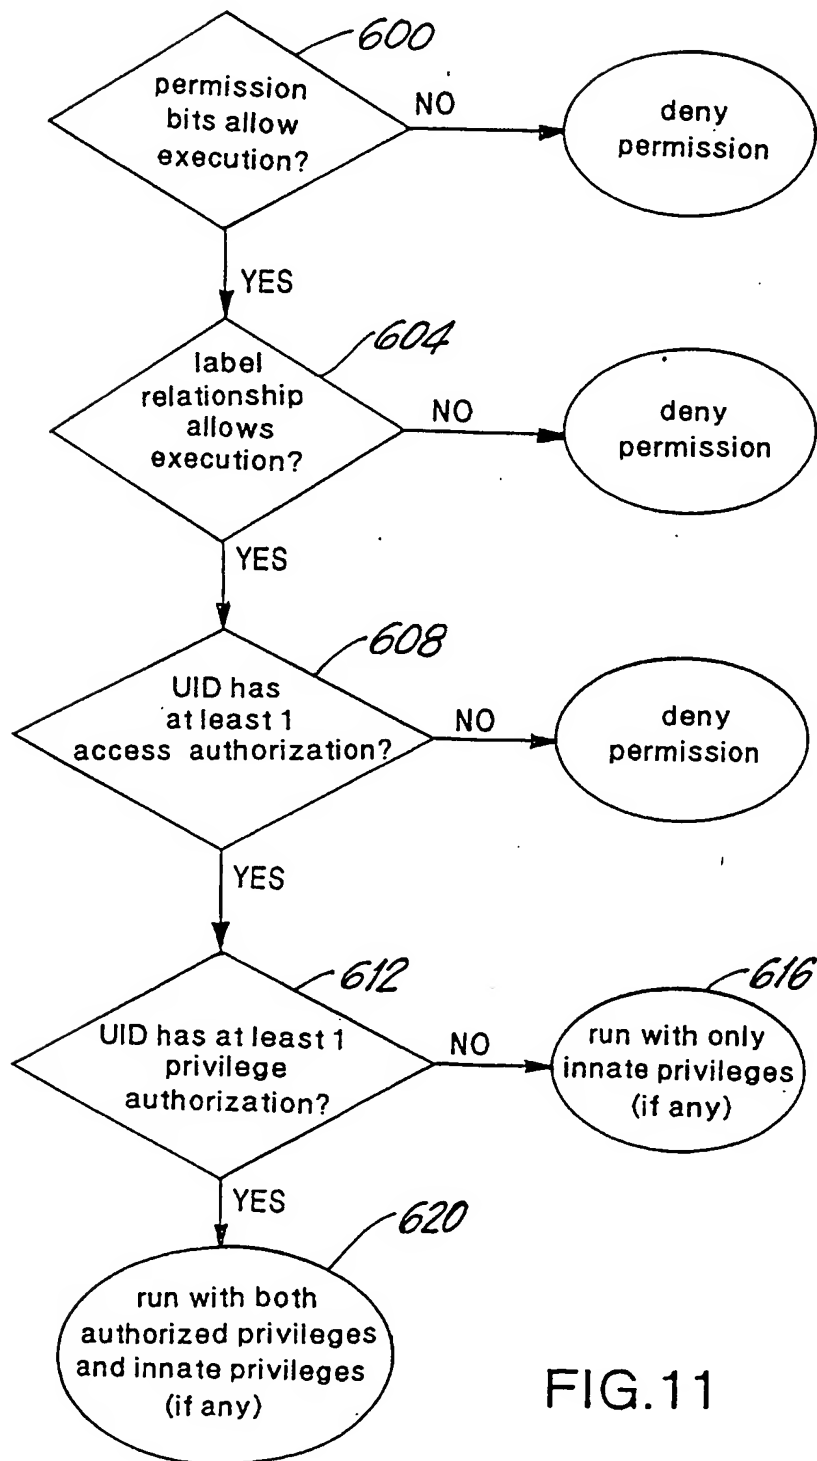 600
permission
bits allow
execution?
NO
deny
permission
YES
604
label
relationship
allows
execution?
NO
deny
permission
YES
608
UID has
at least 1
access authorization?
NO
deny
permission
YES
612
UID has at least 1
privilege
authorization?
NO
616
run with only
innate privileges
(if any)
YES
620
run with both
authorized privileges
and innate privileges
(if any)
FIG.11